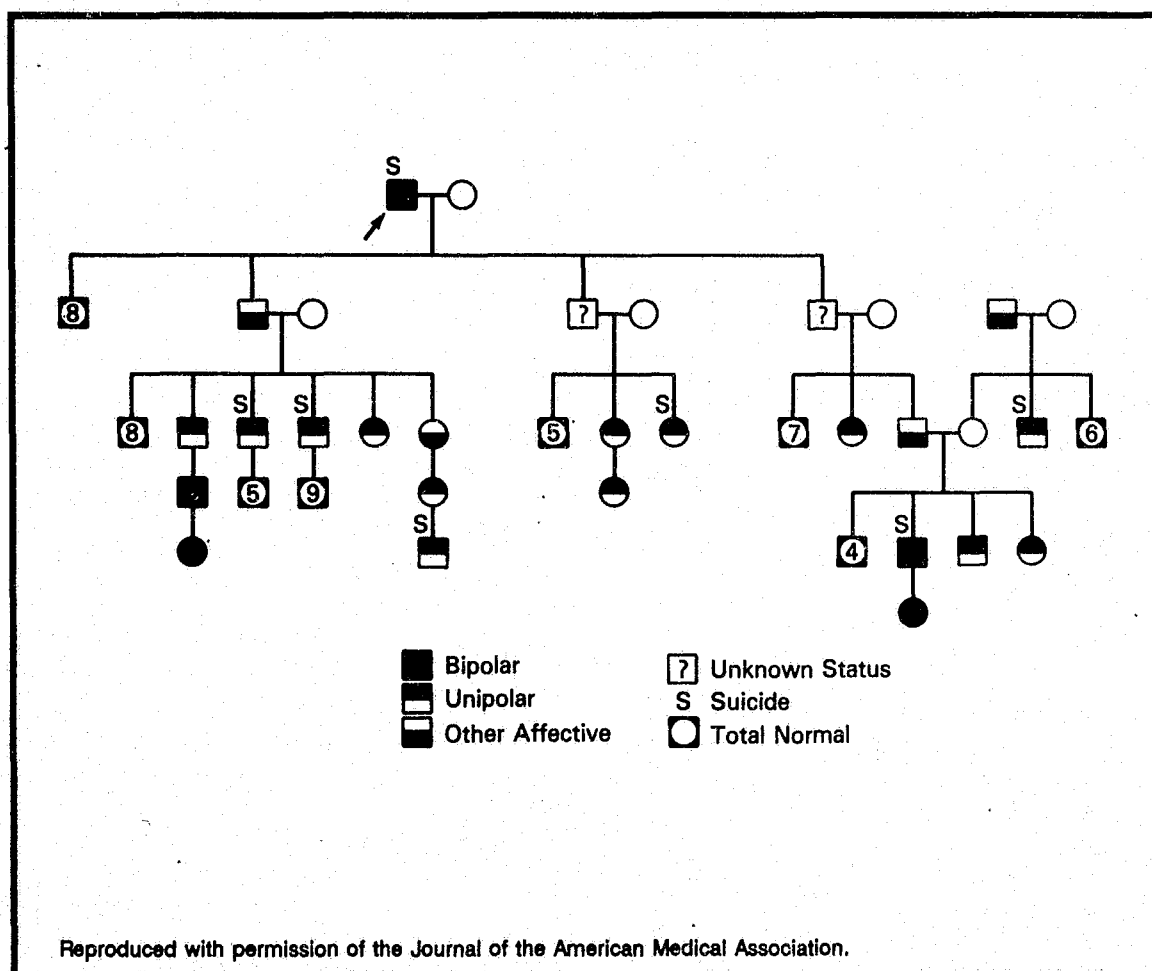 S
8
?
?
8
S
S
5
S
7
S
6
5
9
S
4
S
Bipolar
Unipolar
Other Affective
? Unknown Status
S Suicide
Total Normal
Reproduced with permission of the Journal of the American Medical Association.